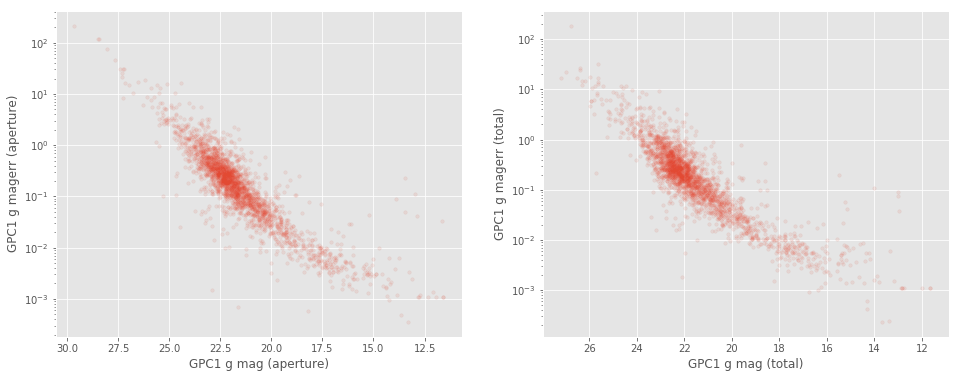 10²
10¹
10⁰
10⁻¹
10⁻²
10⁻³
GPC1 g magerr (aperture)
30.0 27.5 25.0 22.5 20.0 17.5 15.0 12.5
GPC1 g mag (aperture)
10²
10¹
10⁰
10⁻¹
10⁻²
10⁻³
GPC1 g magerr (total)
26 24 22 20 18 16 14 12
GPC1 g mag (total)